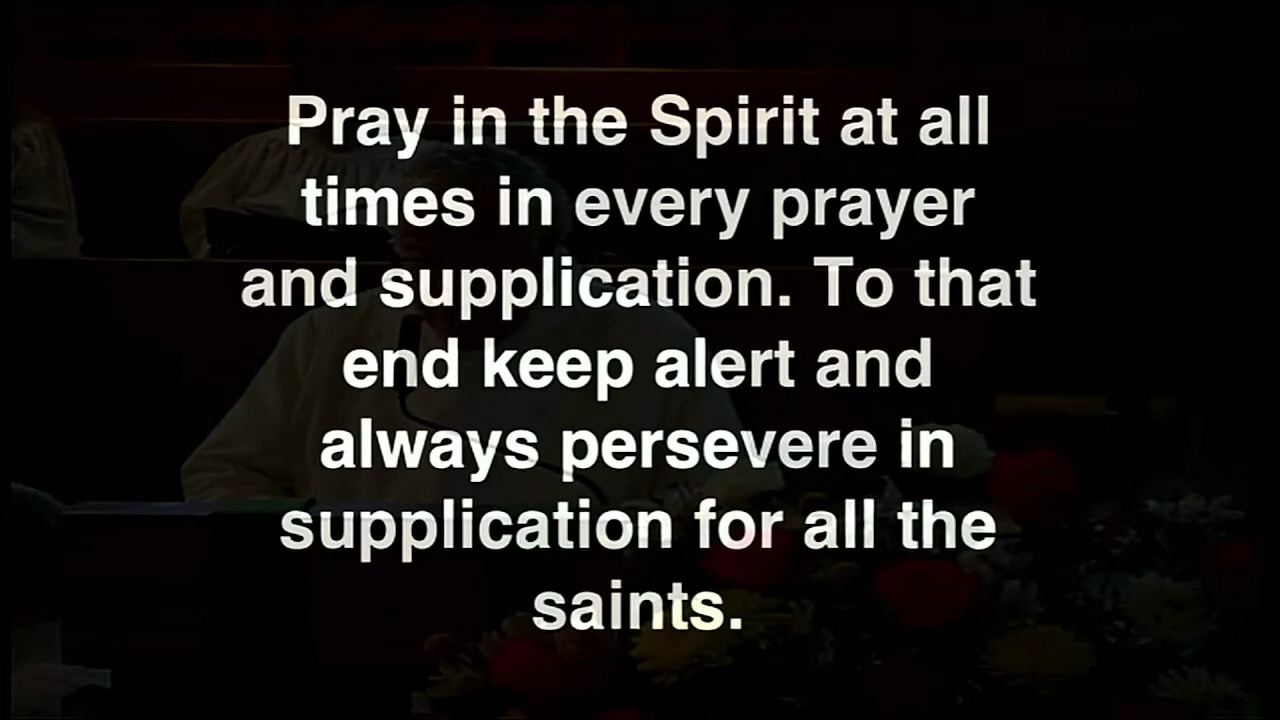 Pray in the Spirit at all
times in every prayer
and supplication. To that
end keep alert and
always persevere in
supplication for all the
saints.